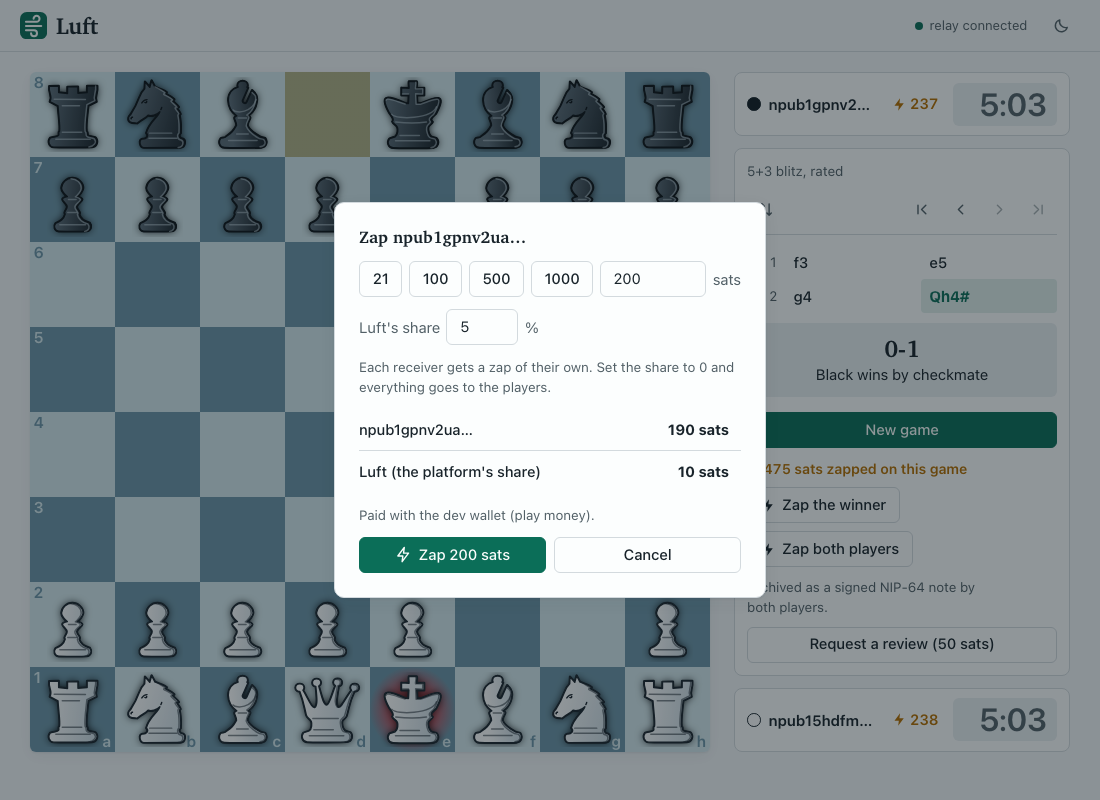 Luft
relay connected
8
7
6
5
4
3
2
1
a
b
c
d
e
f
g
h
npub1gpnv2...
237
5:03
5+3 blitz, rated
1 f3 e5
2 g4 Qh4#
0-1
Black wins by checkmate
New game
475 sats zapped on this game
Zap the winner
Zap both players
by
both players.
a signed NIP-64 note
Request a review (50 sats)
npub15hdfm...
238
5:03
Zap npub1gpnv2ua...
21 100 500 1000 200 sats
Luft's share 5 %
Each receiver gets a zap of their own. Set the share to 0 and
everything goes to the players.
npub1gpnv2ua... 190 sats
Luft (the platform's share) 10 sats
Paid with the dev wallet (play money).
Zap 200 sats
Cancel